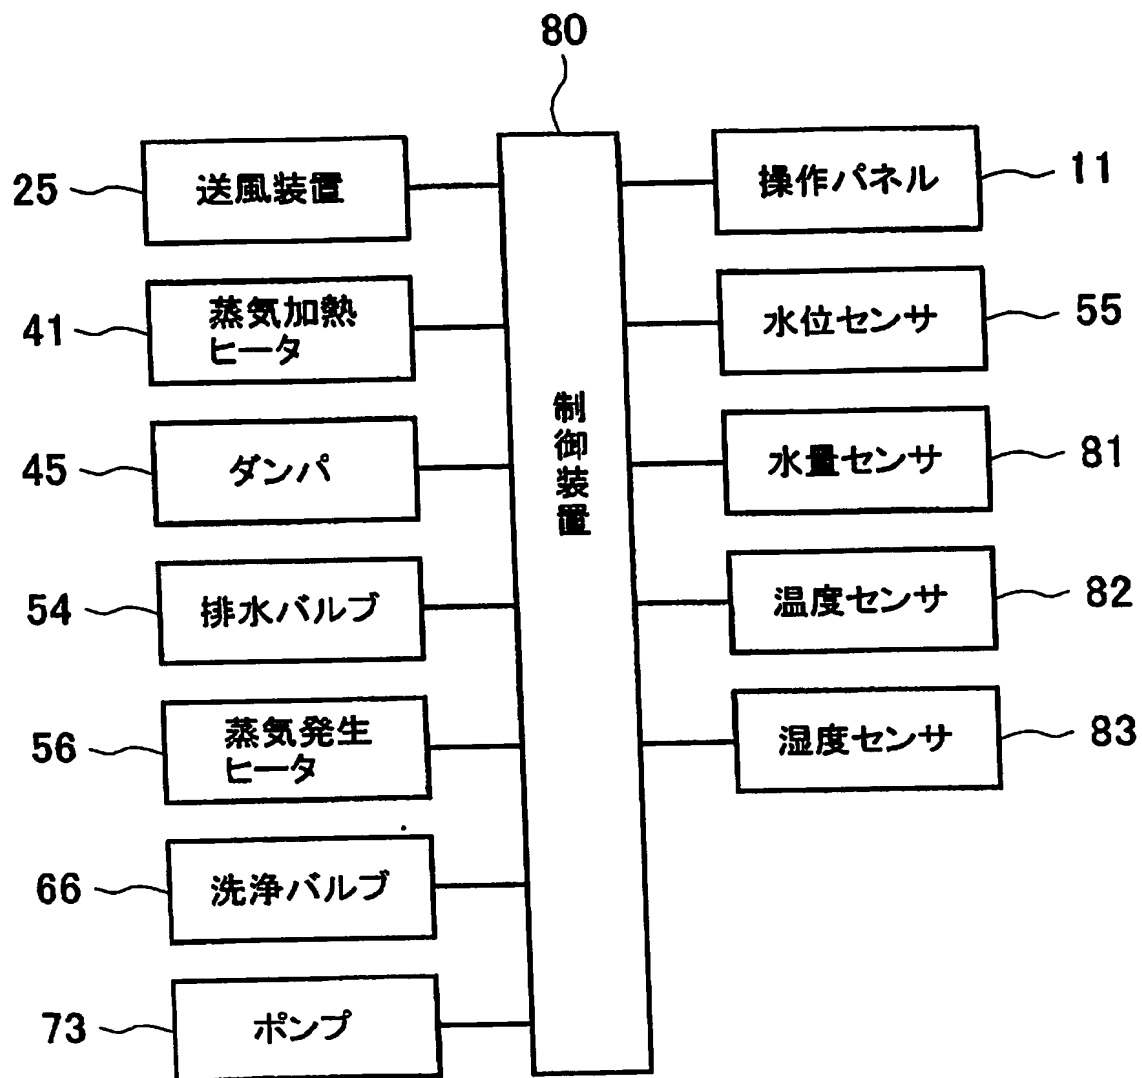 80
25
送風装置
操作パネル
11
41
蒸気加熱
ヒータ
水位センサ
55
制御装置
45
ダンパ
水量センサ
81
54
排水バルブ
温度センサ
82
56
蒸気発生
ヒータ
湿度センサ
83
66
洗浄バルブ
73
ポンプ